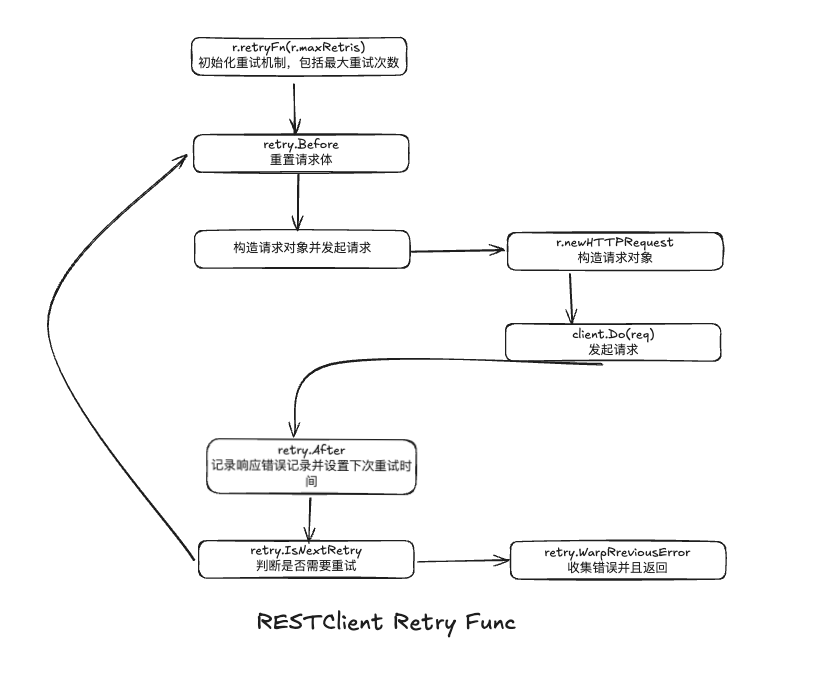 r.retryFn(r.maxRetris)
初始化重试机制，包括最大重试次数
retry.Before
重置请求体
构造请求对象并发起请求
r.newHTTPRequest
构造请求对象
client.Do(req)
发起请求
retry.After
记录响应错误记录并设置下次重试时
间
retry.IsNextRetry
判断是否需要重试
retry.WarpRreviousError
收集错误并且返回
RESTClient Retry Func